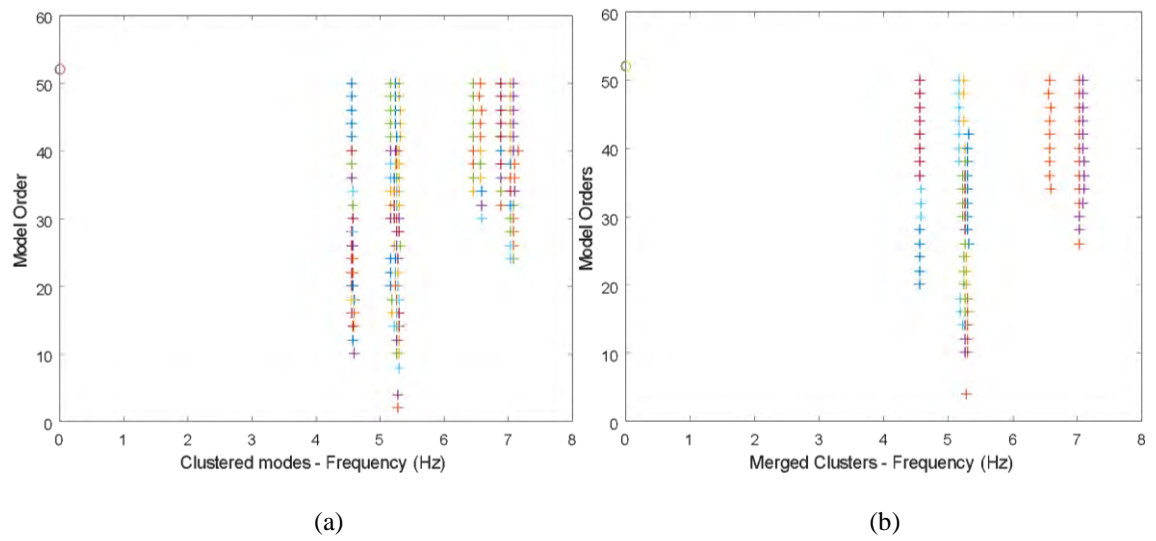 60
50
40
30
20
10
0
Model Order
0 1 2 3 4 5 6 7 8
Clustered modes - Frequency (Hz)
(a)
60
50
40
30
20
10
0
Model Orders
0 1 2 3 4 5 6 7 8
Merged Clusters - Frequency (Hz)
(b)